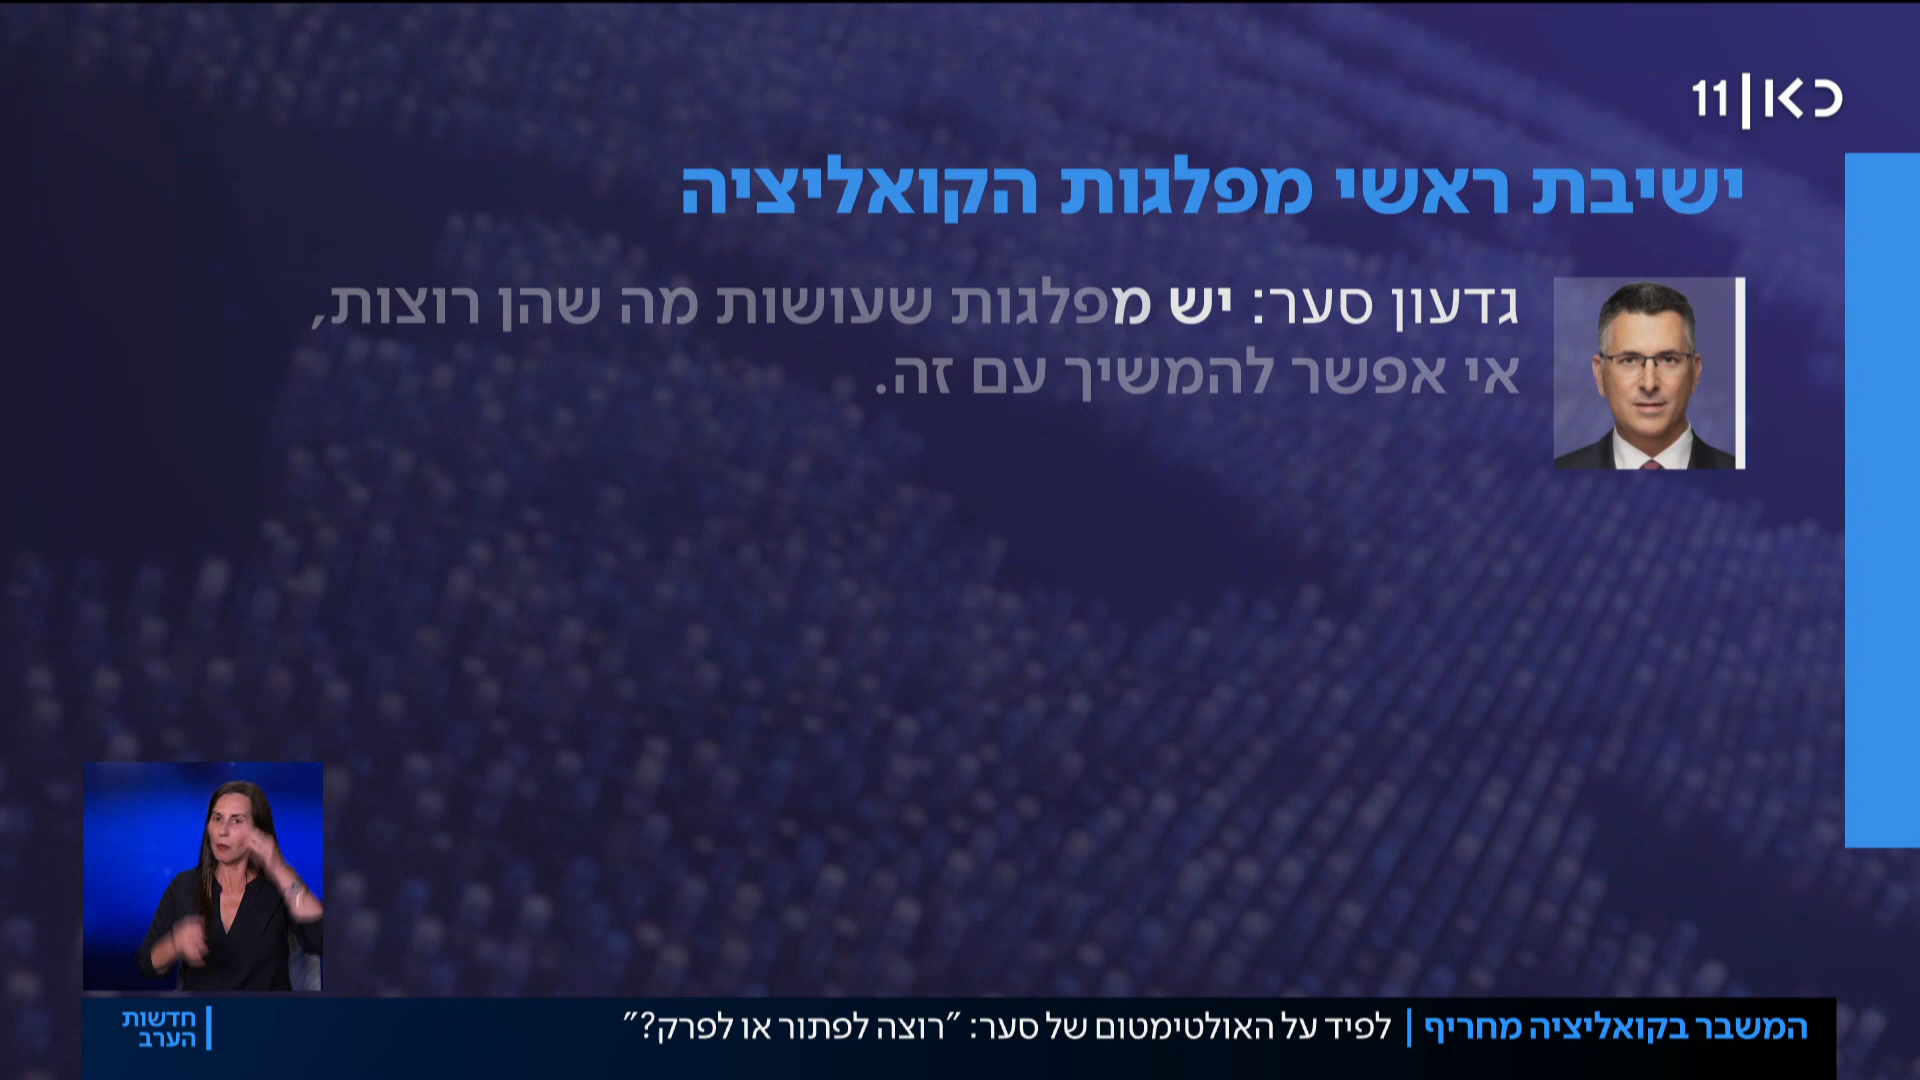 כאן 11
ישיבת ראשי מפלגות הקואליציה
גדעון סער: יש מפלגות שעושות מה שהן רוצות,
אי אפשר להמשיך עם זה.
המשבר בקואליציה מחריף | לפיד על האולטימטום של סער: "רוצה לפתור או לפרק?"
חדשות
הערב